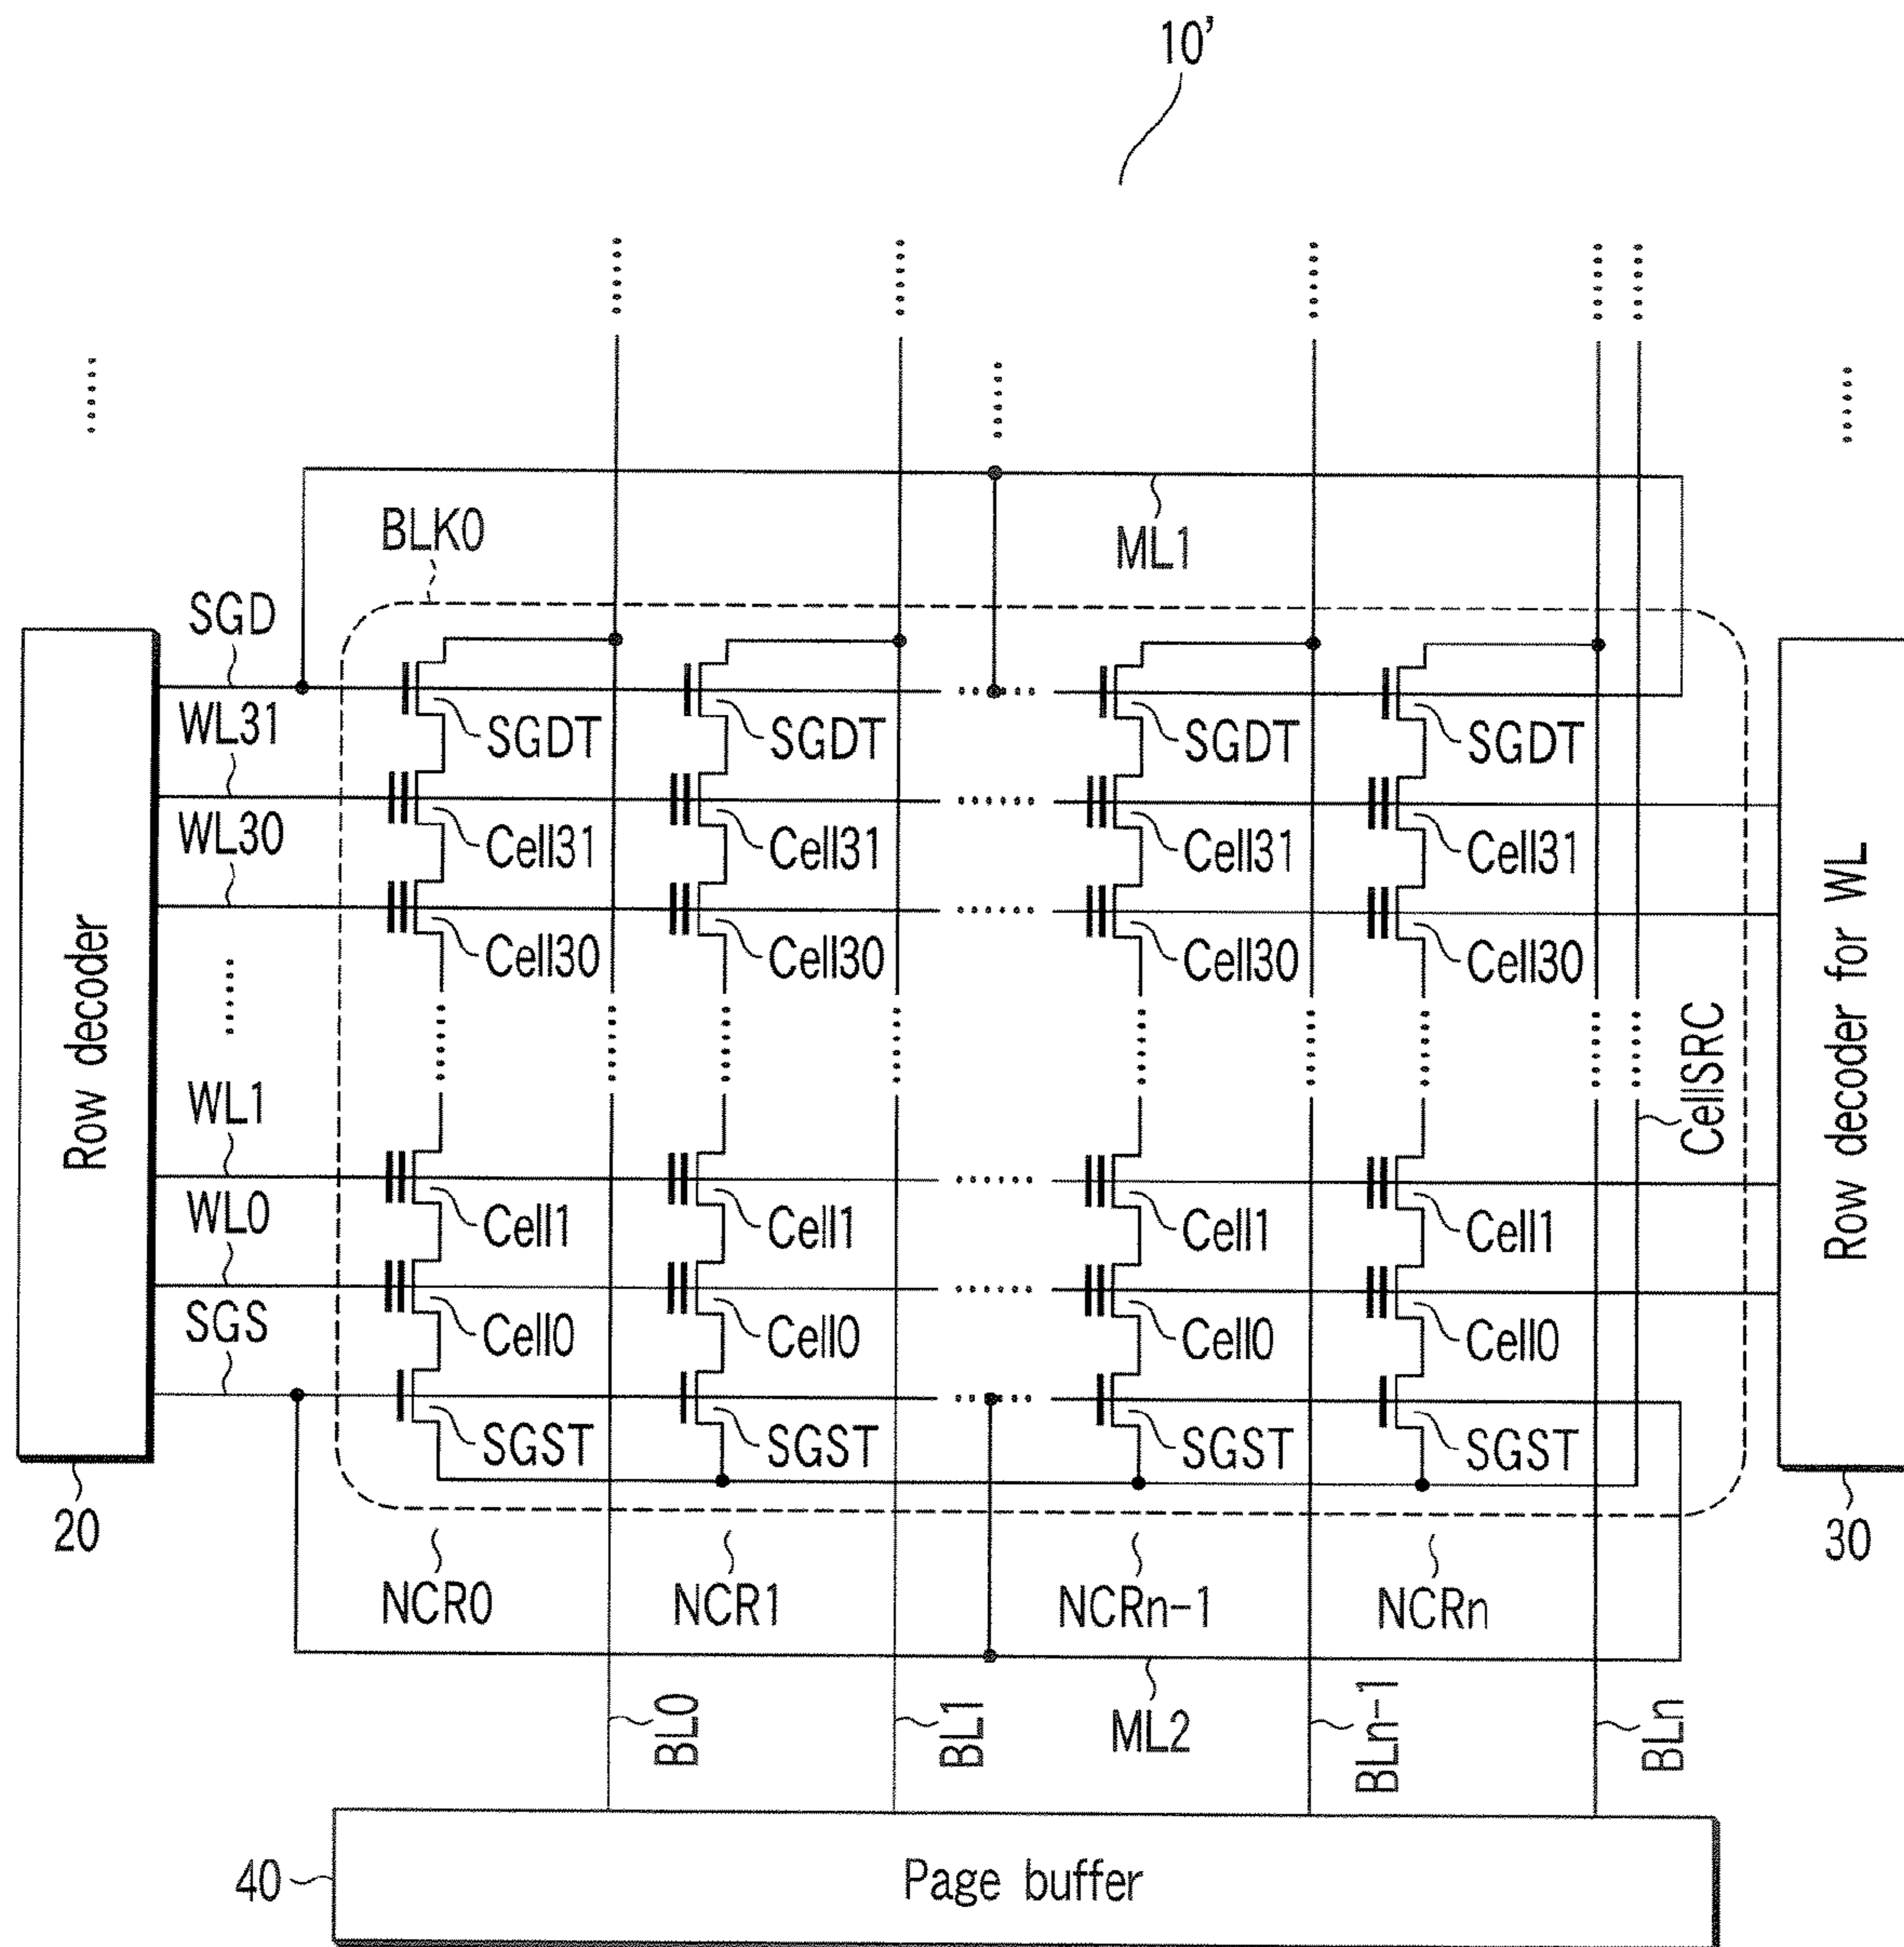 10'
BLK0
ML1
SGD
SGDT SGDT SGDT SGDT
WL31
Cell31 Cell31 Cell31 Cell31
WL30
Cell30 Cell30 Cell30 Cell30
Row decoder
Row decoder for WL
CellSRC
WL1
Cell1 Cell1 Cell1 Cell1
WL0
Cell0 Cell0 Cell0 Cell0
SGS
SGST SGST SGST SGST
20
30
NCR0 NCR1 NCRn-1 NCRn
BL0 BL1 ML2 BLn-1 BLn
40
Page buffer